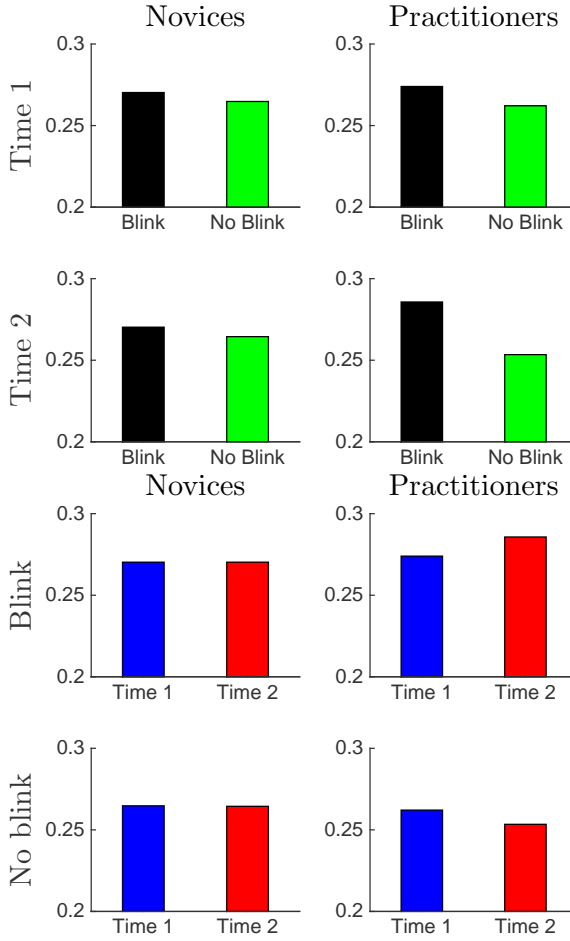 Novices Practitioners
Time 1
0.3 0.3
0.25 0.25
0.2 0.2
Blink No Blink Blink No Blink
Time 2
0.3 0.3
0.25 0.25
0.2 0.2
Blink No Blink Blink No Blink
Novices Practitioners
Blink
0.3 0.3
0.25 0.25
0.2 0.2
Time 1 Time 2 Time 1 Time 2
No blink
0.3 0.3
0.25 0.25
0.2 0.2
Time 1 Time 2 Time 1 Time 2